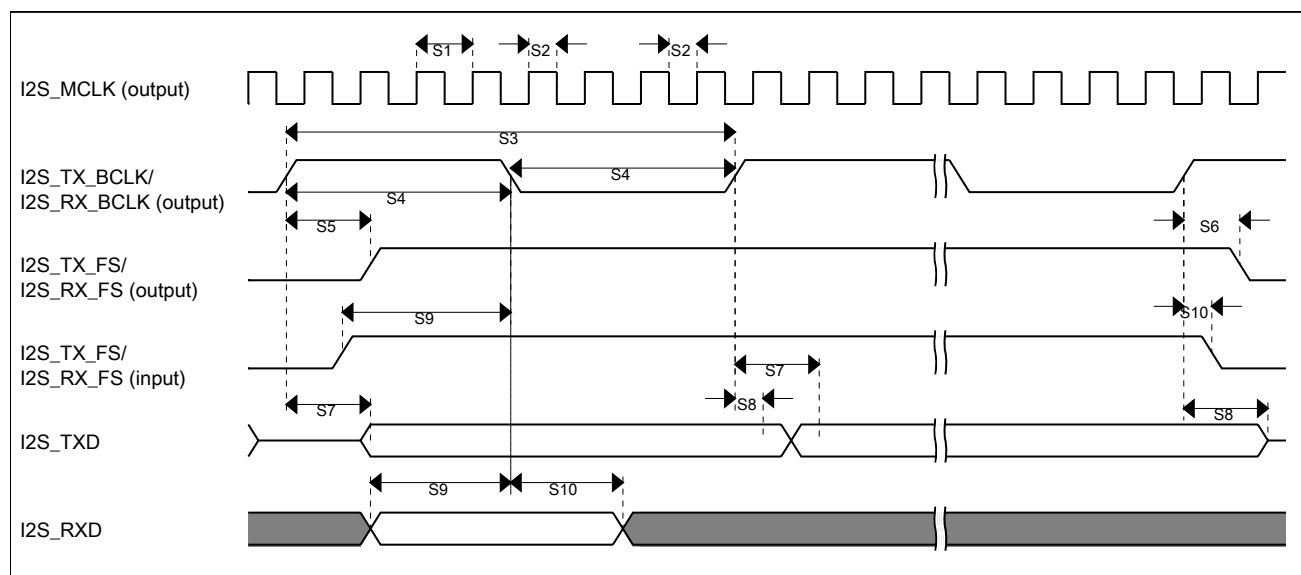 S1
S2
S2
I2S_MCLK (output)
S3
I2S_TX_BCLK/
I2S_RX_BCLK (output)
S4
S4
S5
S6
I2S_TX_FS/
I2S_RX_FS (output)
S9
S10
I2S_TX_FS/
I2S_RX_FS (input)
S7
S7
S8
S8
I2S_TXD
S9
S10
I2S_RXD